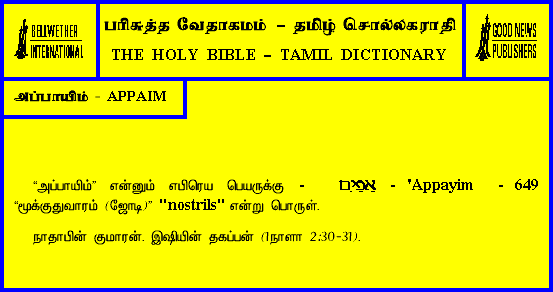 BELLWETHER
INTERNATIONAL
பரிசுத்த வேதாகமம் – தமிழ் சொல்லகராதி
THE HOLY BIBLE – TAMIL DICTIONARY
GOOD NEWS
PUBLISHERS
அப்பாயிம் - APPAIM
“அப்பாயிம்” என்னும் எபிரெய பெயருக்கு - אַפַּיִם - 'Appayim - 649
“மூக்குதுவாரம் (ஜோடி)” "nostrils" என்று பொருள்.
நாதாபின் குமாரன். இஷியின் தகப்பன் (1நாளா 2:30-31).